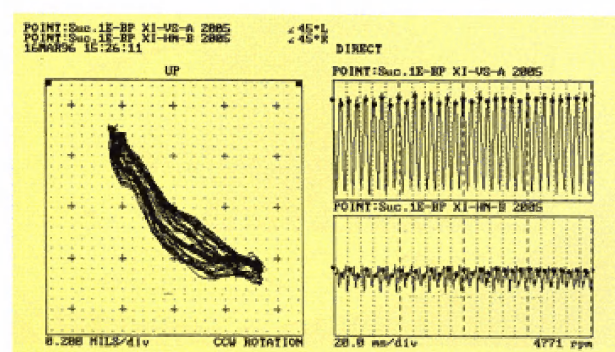 POINT:Suc.1E-BP XI-VS-A 2005 ∠45°L
POINT:Suc.1E-BP XI-HN-B 2005 ∠45°R
16MAR96 15:26:11 DIRECT
UP
POINT:Suc.1E-BP XI-VS-A 2005
POINT:Suc.1E-BP XI-HN-B 2005
0.200 MILS/div CCW ROTATION
20.0 ms/div 4771 rpm